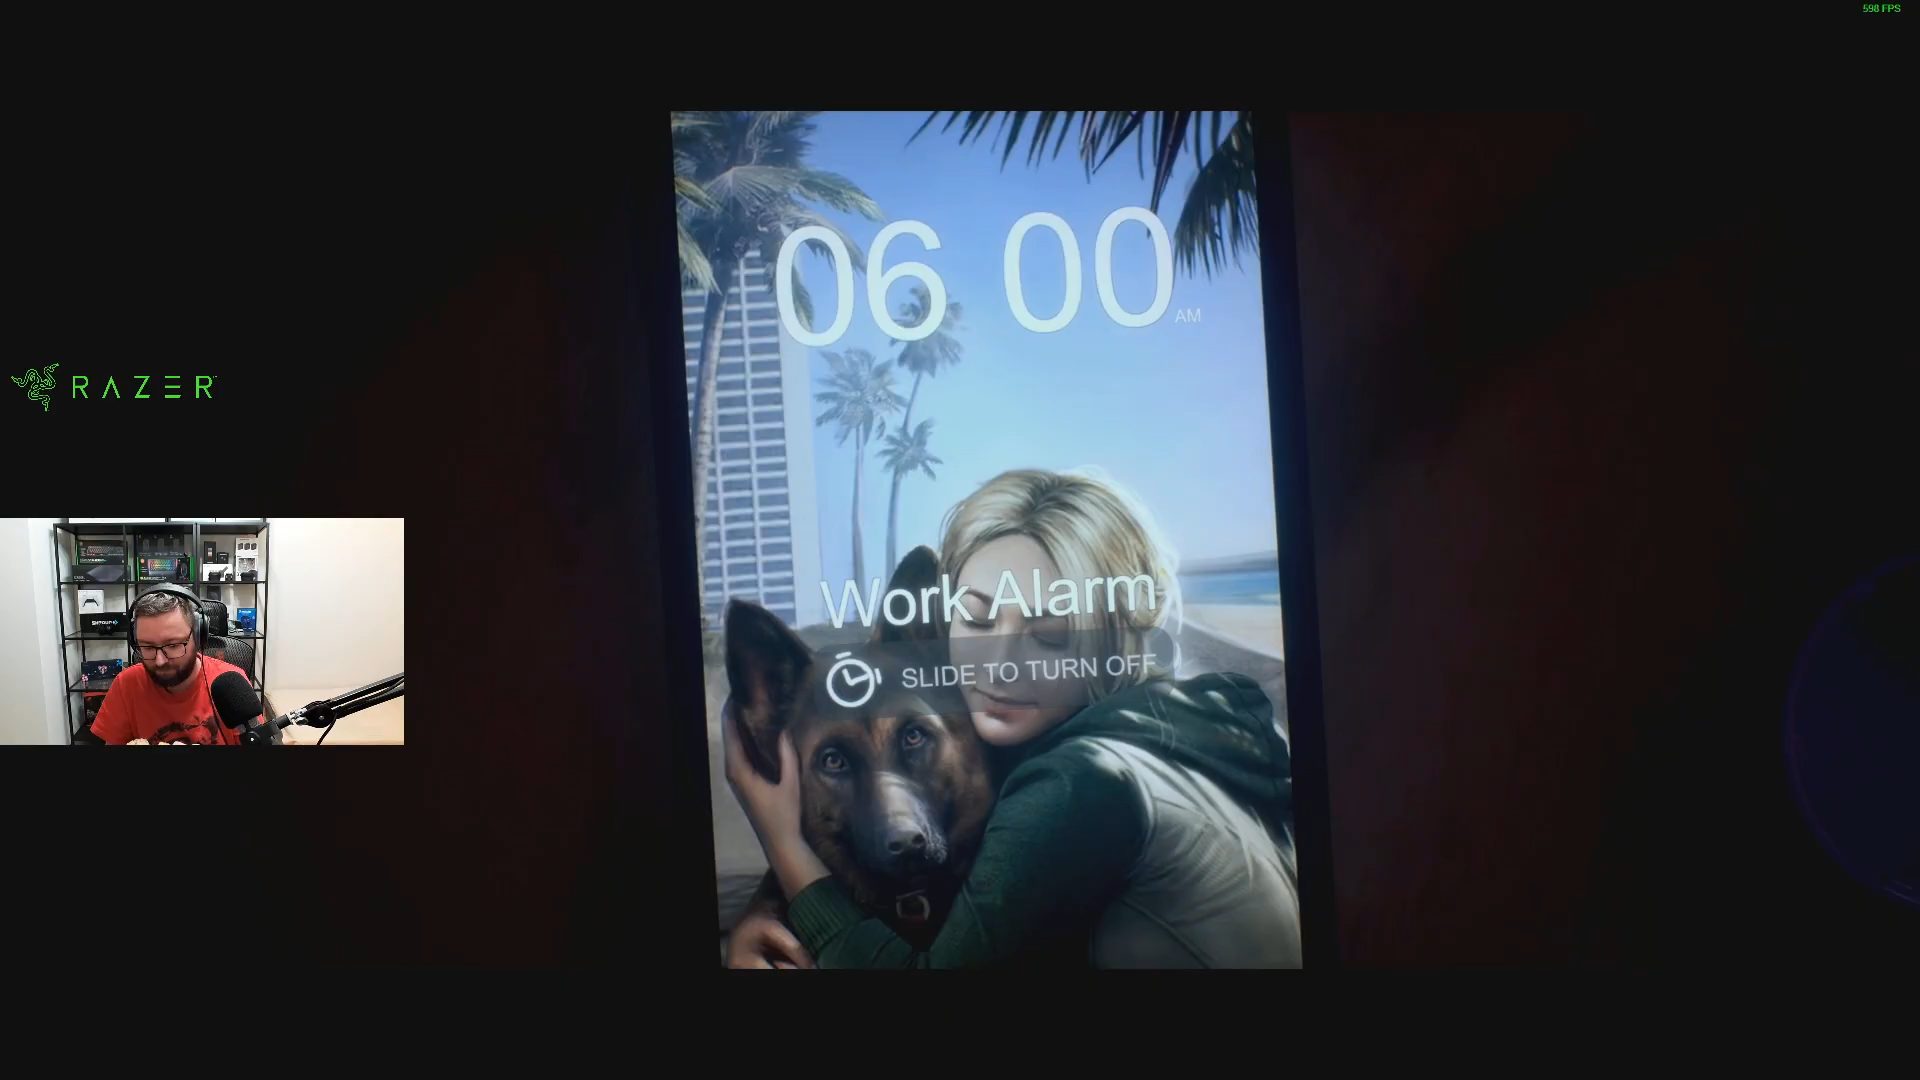 598 FPS
06 00
AM
RAZER
Work Alarm
SLIDE TO TURN OFF